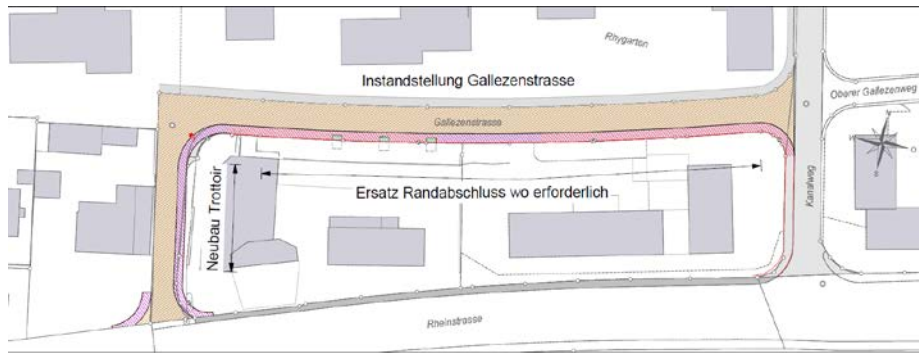 Rhygarten
Instandstellung Gallezenstrasse
Oberer Gallezenweg
Gallezenstrasse
Ersatz Randabschluss wo erforderlich
Neubau Trottoir
Kanalweg
Rheinstrasse